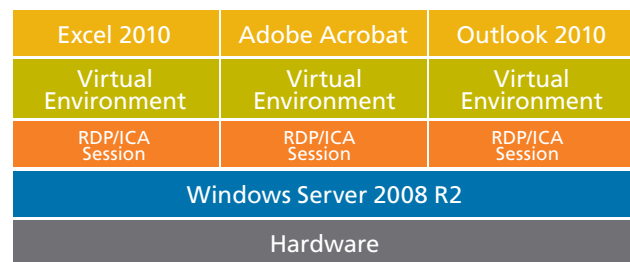 Excel 2010 Adobe Acrobat Outlook 2010
Virtual Environment Virtual Environment Virtual Environment
RDP/ICA Session RDP/ICA Session RDP/ICA Session
Windows Server 2008 R2
Hardware